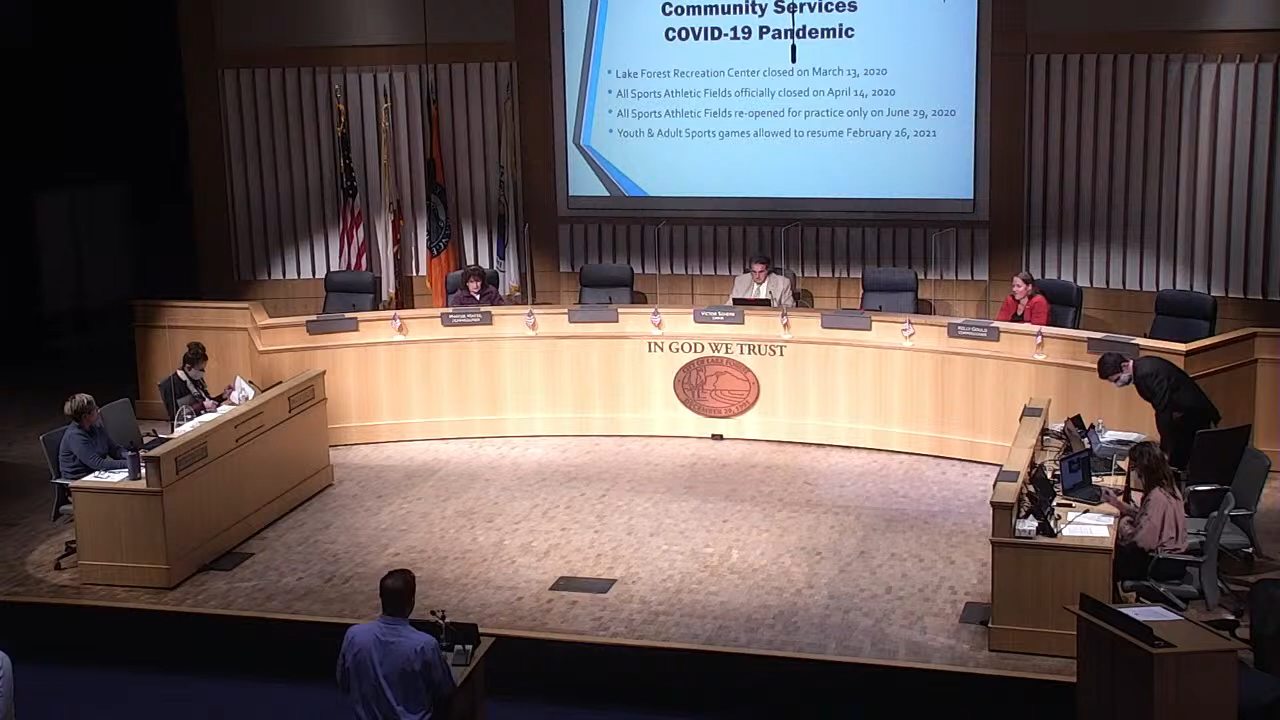 Community Services
COVID-19 Pandemic
• Lake Forest Recreation Center closed on March 13, 2020
• All Sports Athletic Fields officially closed on April 14, 2020
• All Sports Athletic Fields re-opened for practice only on June 29, 2020
• Youth & Adult Sports games allowed to resume February 26, 2021
IN GOD WE TRUST
KELLY GOULD